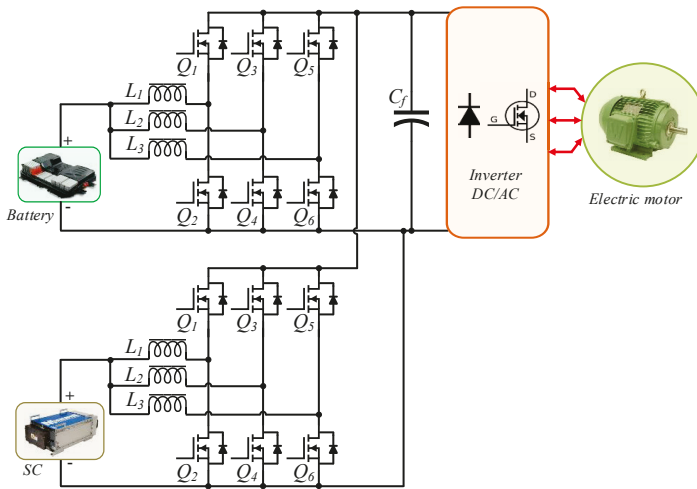 Q1 Q3 Q5
L1
L2
L3
+
Battery
-
Q2 Q4 Q6
Cf
D
G
S
Inverter
DC/AC
Electric motor
Q1 Q3 Q5
L1
L2
L3
+
SC
-
Q2 Q4 Q6